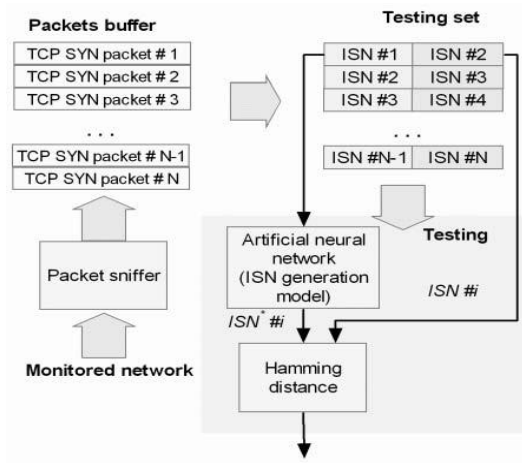 Packets buffer
TCP SYN packet # 1
TCP SYN packet # 2
TCP SYN packet # 3
. . .
TCP SYN packet # N-1
TCP SYN packet # N
Packet sniffer
Monitored network
Testing set
ISN #1 ISN #2
ISN #2 ISN #3
ISN #3 ISN #4
. . .
ISN #N-1 ISN #N
Testing
Artificial neural
network
(ISN generation
model)
ISN #i
ISN* #i
Hamming
distance